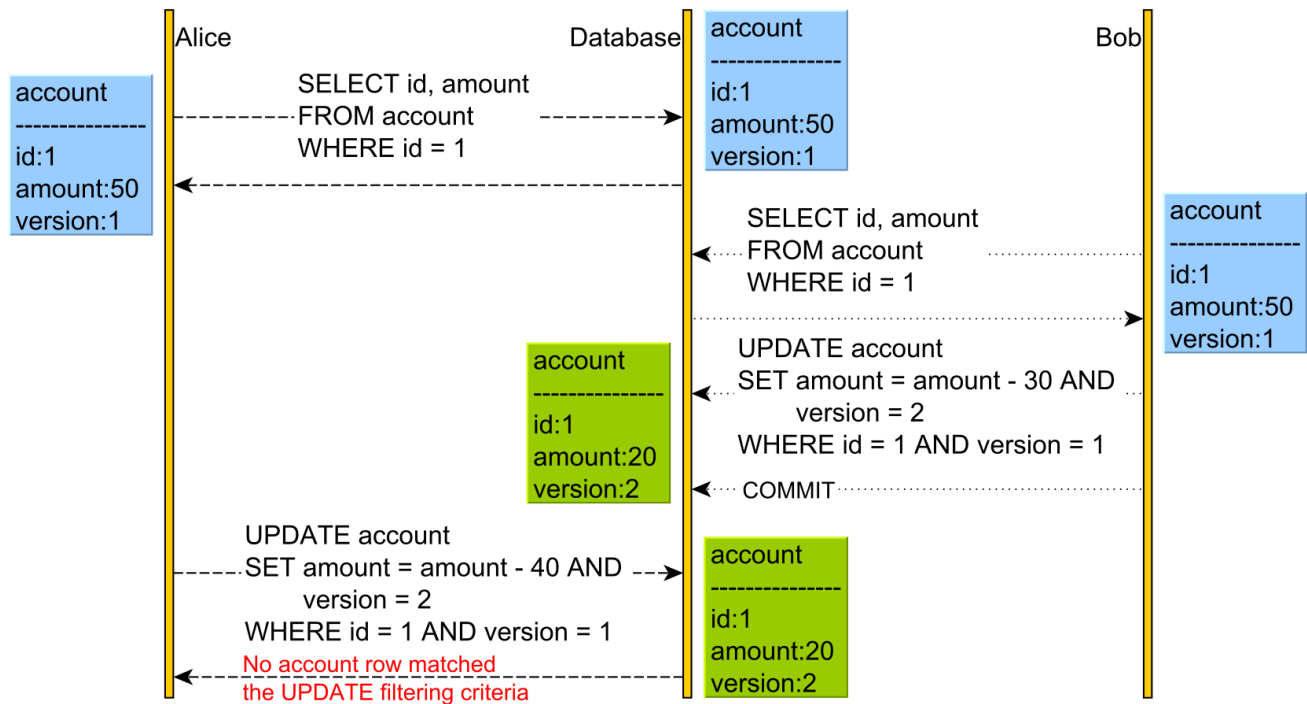 Alice
Database
Bob
account
---------------
id:1
amount:50
version:1
account
---------------
id:1
amount:50
version:1
SELECT id, amount
FROM account
WHERE id = 1
SELECT id, amount
FROM account
WHERE id = 1
account
---------------
id:1
amount:50
version:1
UPDATE account
SET amount = amount - 30 AND
version = 2
WHERE id = 1 AND version = 1
account
---------------
id:1
amount:20
version:2
COMMIT
UPDATE account
SET amount = amount - 40 AND
version = 2
WHERE id = 1 AND version = 1
account
---------------
id:1
amount:20
version:2
No account row matched
the UPDATE filtering criteria